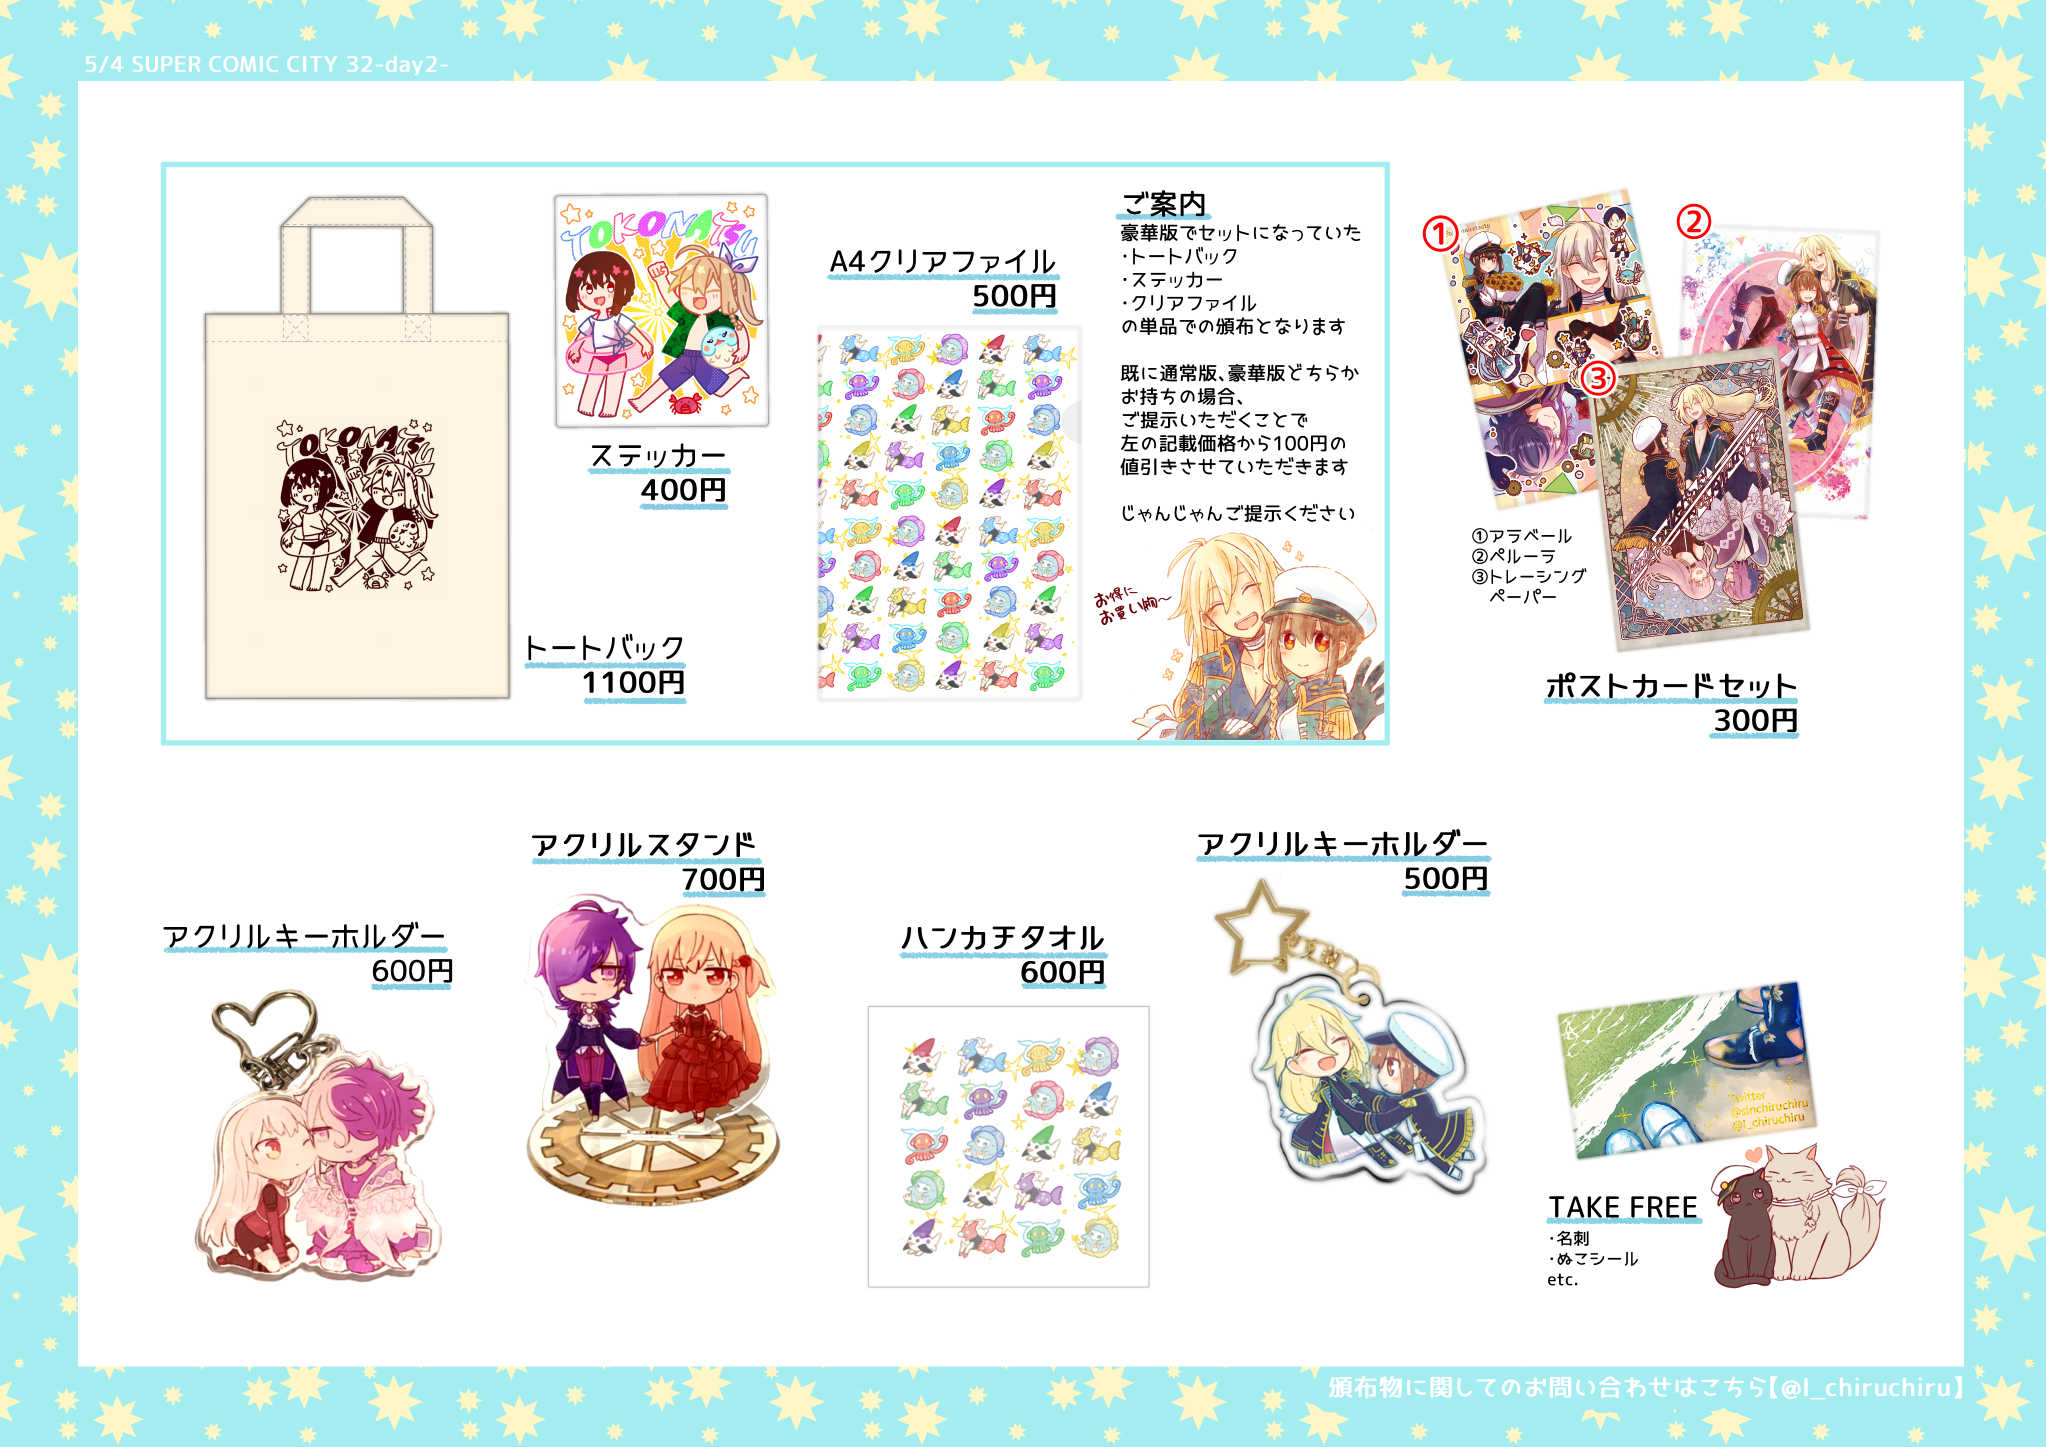 5/4 SUPER COMIC CITY 32-day2-
TOKONATSU
TOKONATSU
トートバック
1100円
ステッカー
400円
A4クリアファイル
500円
ご案内
豪華版でセットになっていた
・トートバック
・ステッカー
・クリアファイル
の単品での頒布となります
既に通常版、豪華版どちらか
お持ちの場合、
ご提示いただくことで
左の記載価格から100円の
値引きさせていただきます
じゃんじゃんご提示ください
お得に
お買い物〜
①
②
③
①アラベール
②ペルーラ
③トレーシング
ペーパー
ポストカードセット
300円
アクリルキーホルダー
600円
アクリルスタンド
700円
ハンカチタオル
600円
アクリルキーホルダー
500円
Twitter
@sinchiruchiru
@l_chiruchiru
TAKE FREE
・名刺
・ぬこシール
etc.
頒布物に関してのお問い合わせはこちら【@l_chiruchiru】